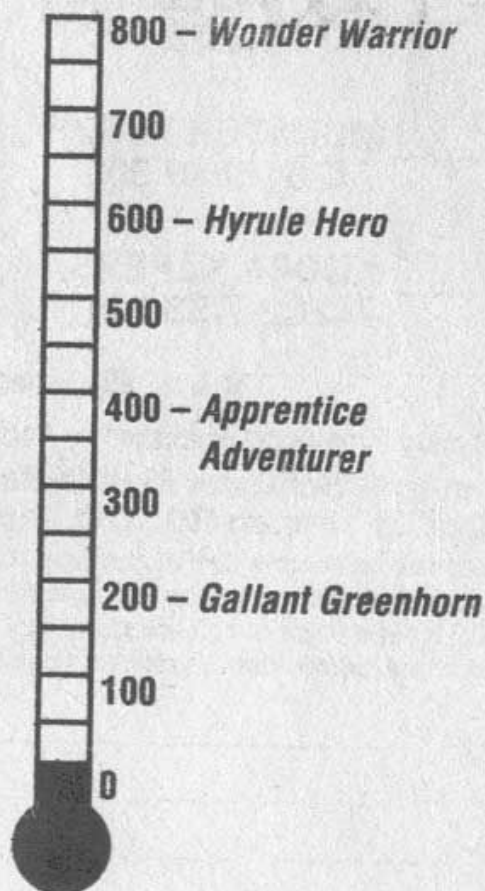 800 – Wonder Warrior
700
600 – Hyrule Hero
500
400 – Apprentice
Adventurer
300
200 – Gallant Greenhorn
100
0